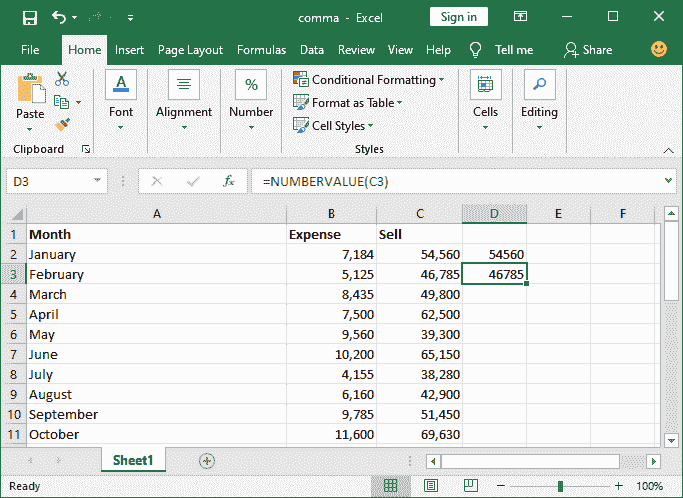 comma - Excel Sign in
File Home Insert Page Layout Formulas Data Review View Help Tell me Share
Paste Font Alignment % Number Conditional Formatting Format as Table Cell Styles Cells Editing
Clipboard Styles
D3 fx =NUMBERVALUE(C3)
A B C D E F
1 Month Expense Sell
2 January 7,184 54,560 54560
3 February 5,125 46,785 46785
4 March 8,435 49,800
5 April 7,500 62,500
6 May 9,560 39,300
7 June 10,200 65,150
8 July 4,155 38,280
9 August 6,160 42,900
10 September 9,785 51,450
11 October 11,600 69,630
Sheet1
Ready 100%